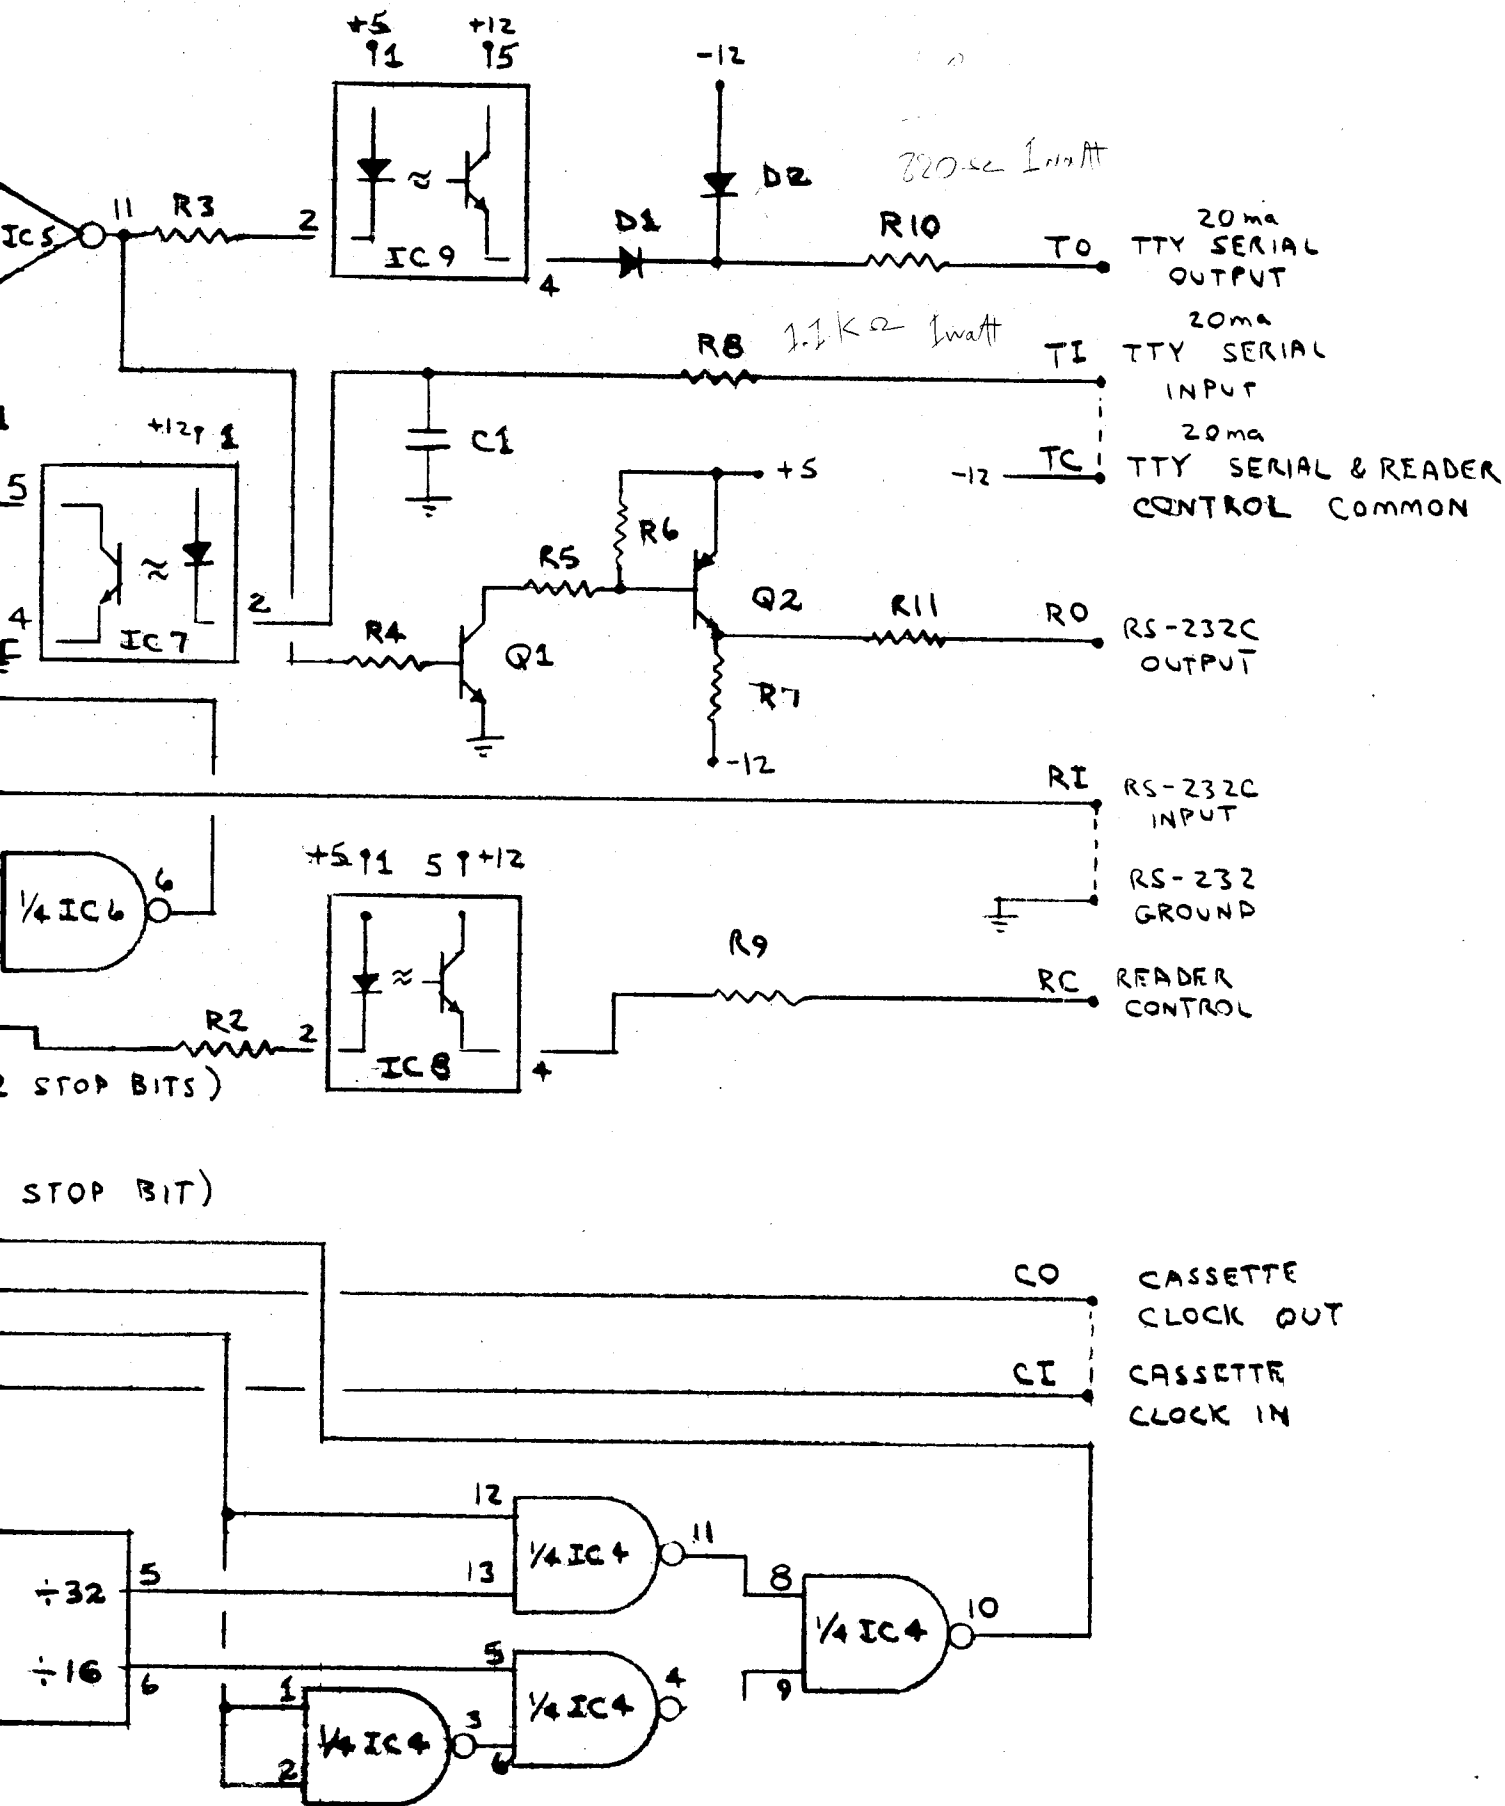 +5 +12
1 5
-12
D2
820Ω 1watt
IC5 11 R3 2
IC9 4
D1
R10
TO
20ma
TTY SERIAL
OUTPUT
R8
1.1KΩ 1watt
TI
20ma
TTY SERIAL
INPUT
C1
+12 1
5
4
IC7
2
-12 TC
20ma
TTY SERIAL & READER
CONTROL COMMON
+5
R6
R5
Q2
R4
Q1
R11
RO
RS-232C
OUTPUT
R7
-12
RI
RS-232C
INPUT
1/4 IC6 6
+5 1 5 +12
RS-232
GROUND
R9
RC
READER
CONTROL
R2 2
IC8
4
2 STOP BITS)
STOP BIT)
CO
CASSETTE
CLOCK OUT
CI
CASSETTE
CLOCK IN
12
13
1/4 IC4
11
÷32 5
8
9
1/4 IC4
10
÷16 6
5
6
1/4 IC4
4
1
2
1/4 IC4
3